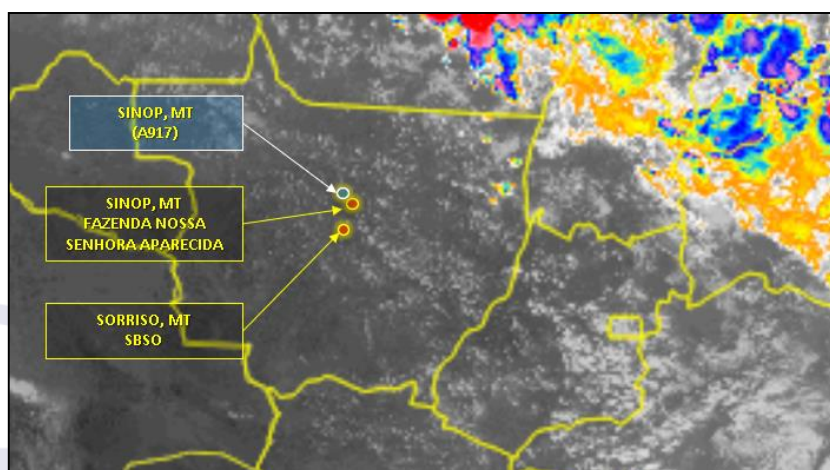 SINOP, MT
(A917)
SINOP, MT
FAZENDA NOSSA
SENHORA APARECIDA
SORRISO, MT
SBSO